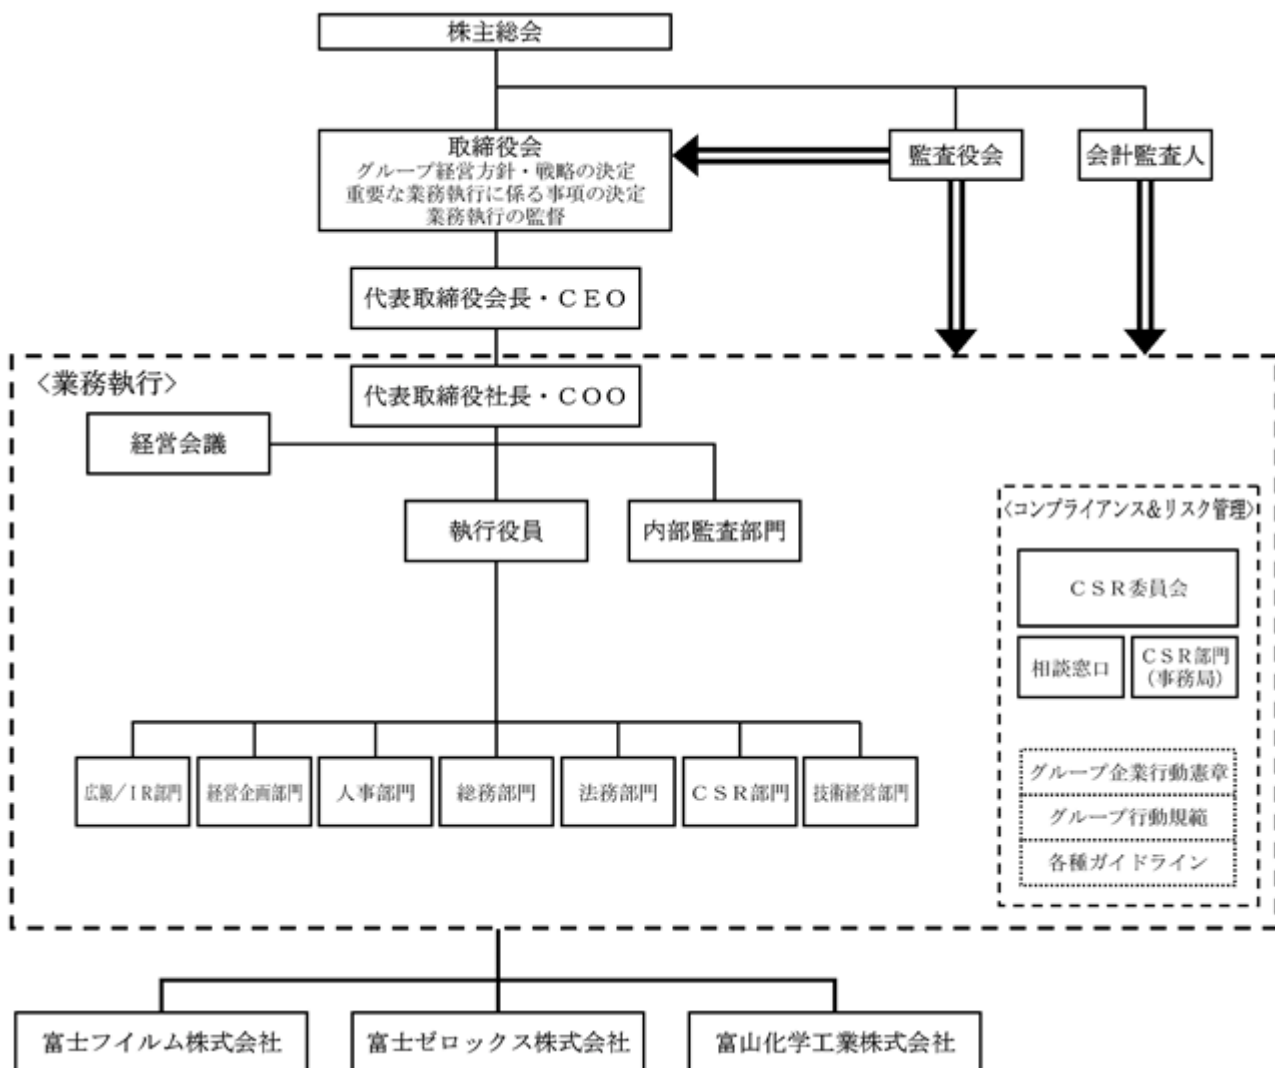 株主総会
取締役会
グループ経営方針・戦略の決定
重要な業務執行に係る事項の決定
業務執行の監督
監査役会
会計監査人
代表取締役会長・ＣＥＯ
〈業務執行〉
代表取締役社長・ＣＯＯ
経営会議
執行役員
内部監査部門
〈コンプライアンス＆リスク管理〉
ＣＳＲ委員会
相談窓口
ＣＳＲ部門
（事務局）
広報／ＩＲ部門
経営企画部門
人事部門
総務部門
法務部門
ＣＳＲ部門
技術経営部門
グループ企業行動憲章
グループ行動規範
各種ガイドライン
富士フイルム株式会社
富士ゼロックス株式会社
富山化学工業株式会社